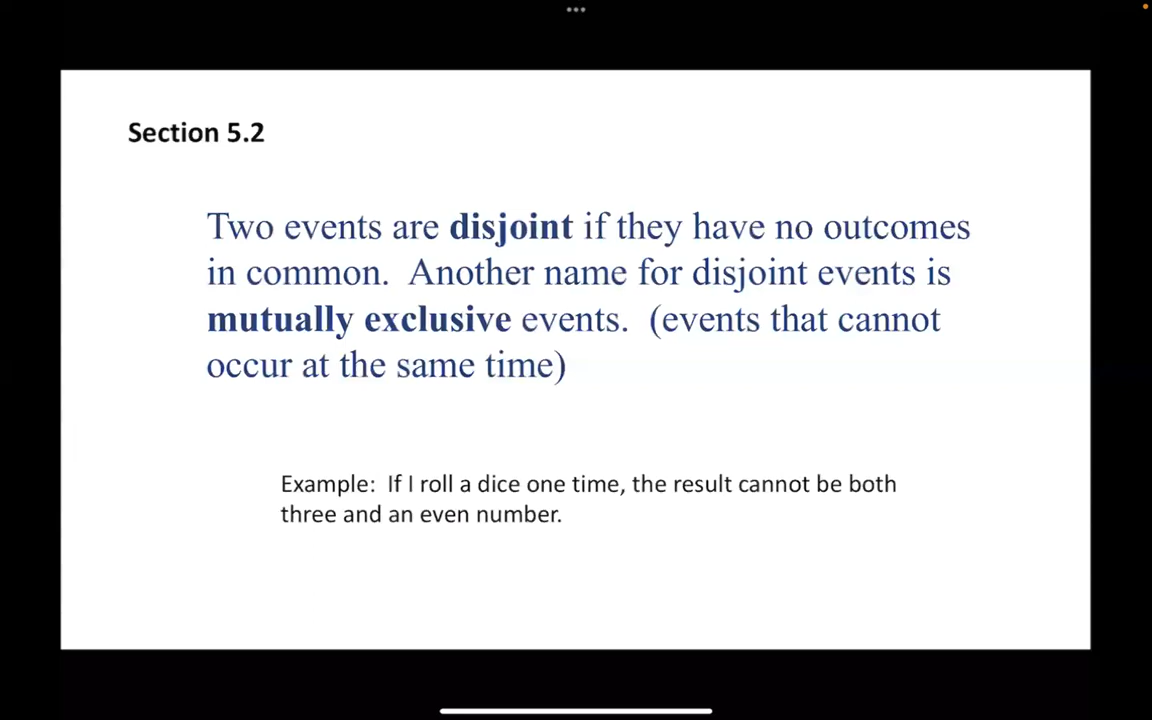 Section 5.2
Two events are disjoint if they have no outcomes
in common.  Another name for disjoint events is
mutually exclusive events.  (events that cannot
occur at the same time)
Example:  If I roll a dice one time, the result cannot be both
three and an even number.